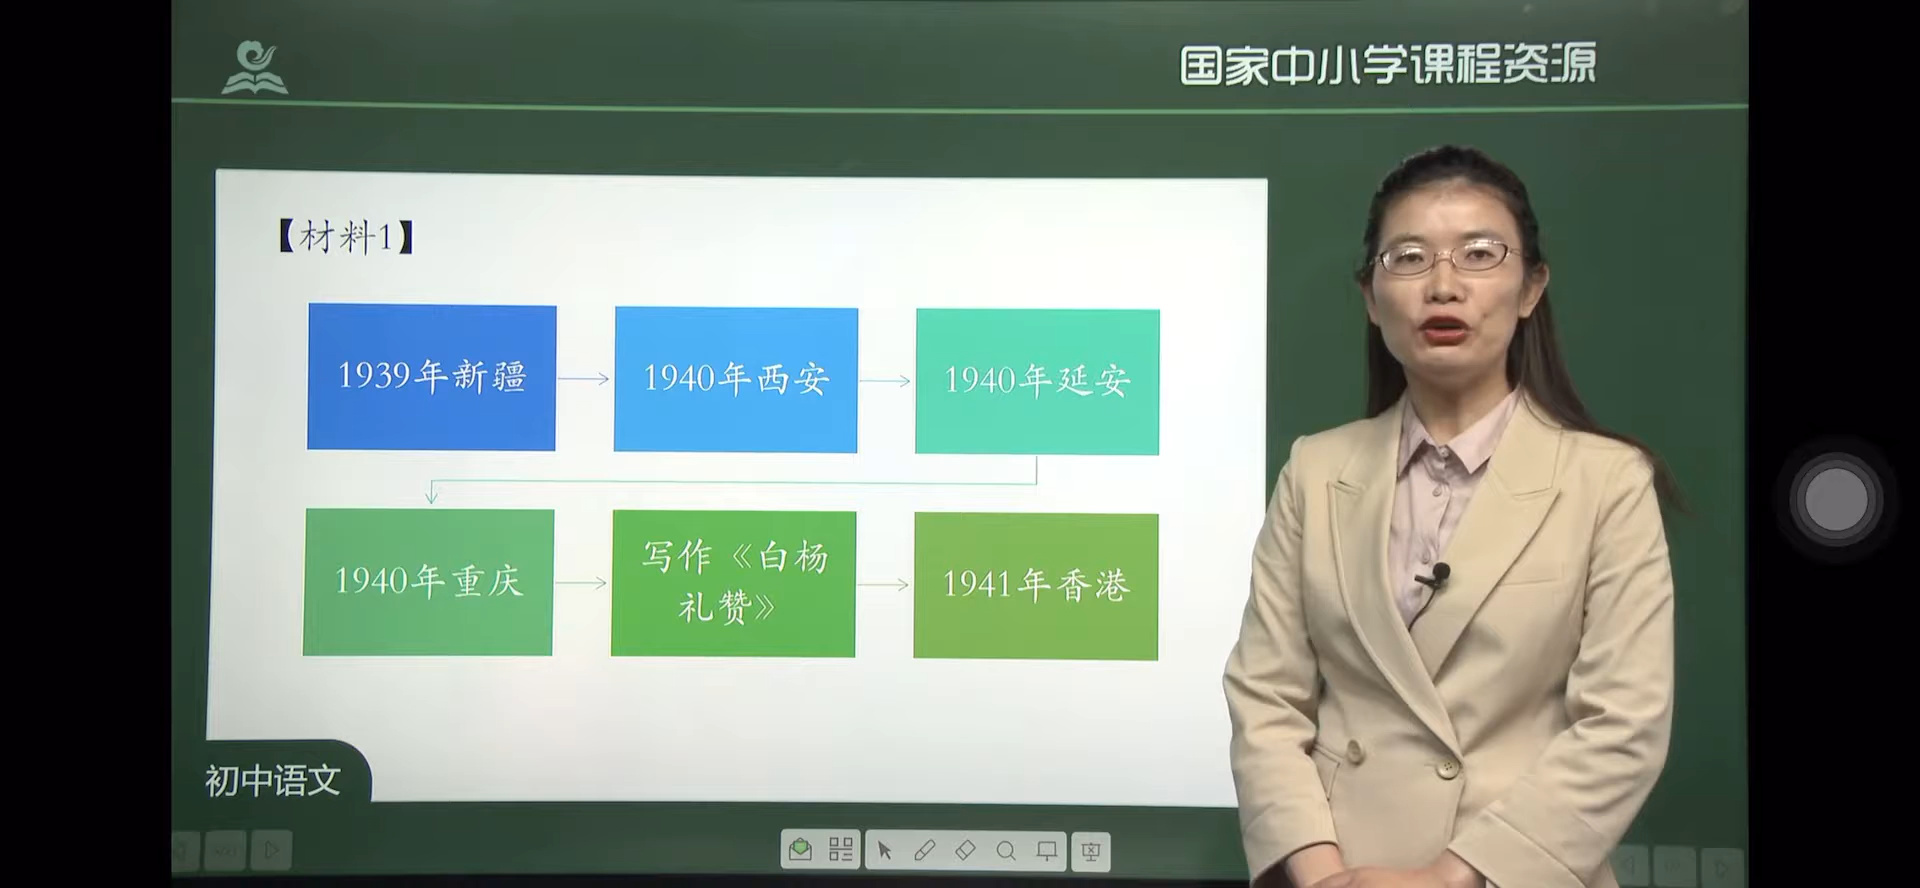 国家中小学课程资源
【材料1】
1939年新疆
1940年西安
1940年延安
1940年重庆
写作《白杨
礼赞》
1941年香港
初中语文